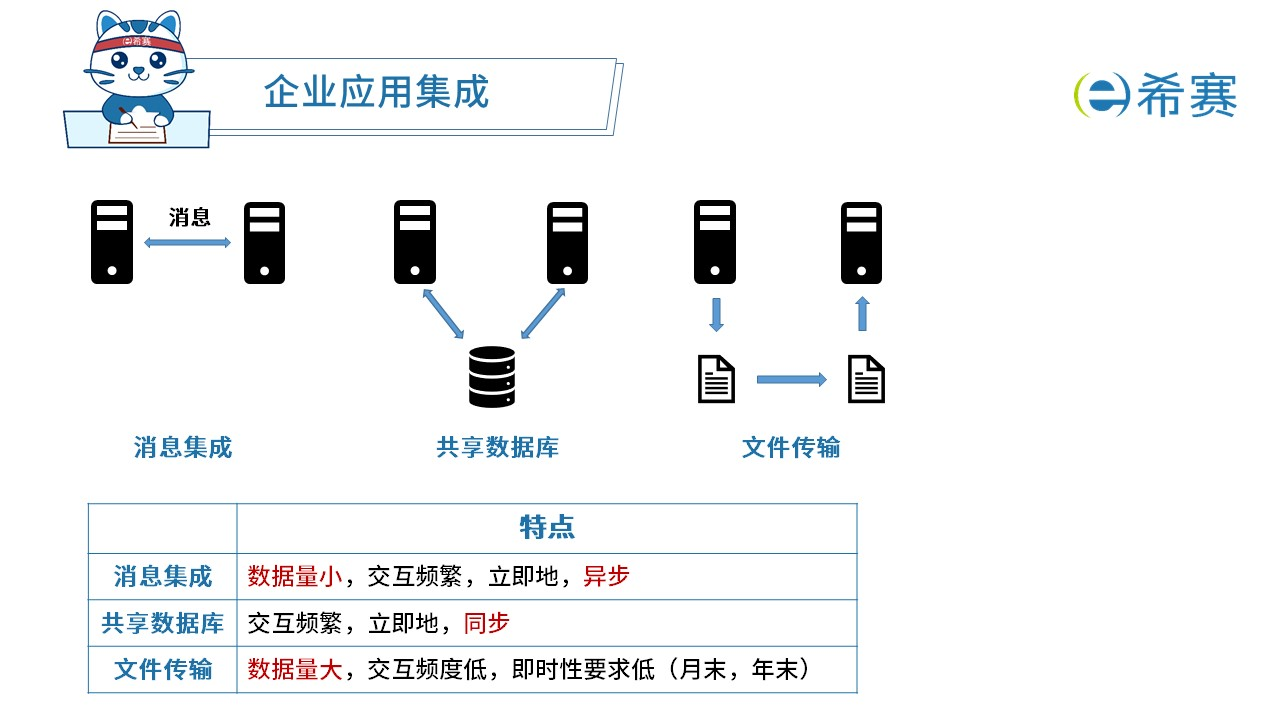 希赛
企业应用集成
希赛
消息
消息集成
共享数据库
文件传输
特点
消息集成
数据量小，交互频繁，立即地，异步
共享数据库
交互频繁，立即地，同步
文件传输
数据量大，交互频度低，即时性要求低（月末，年末）